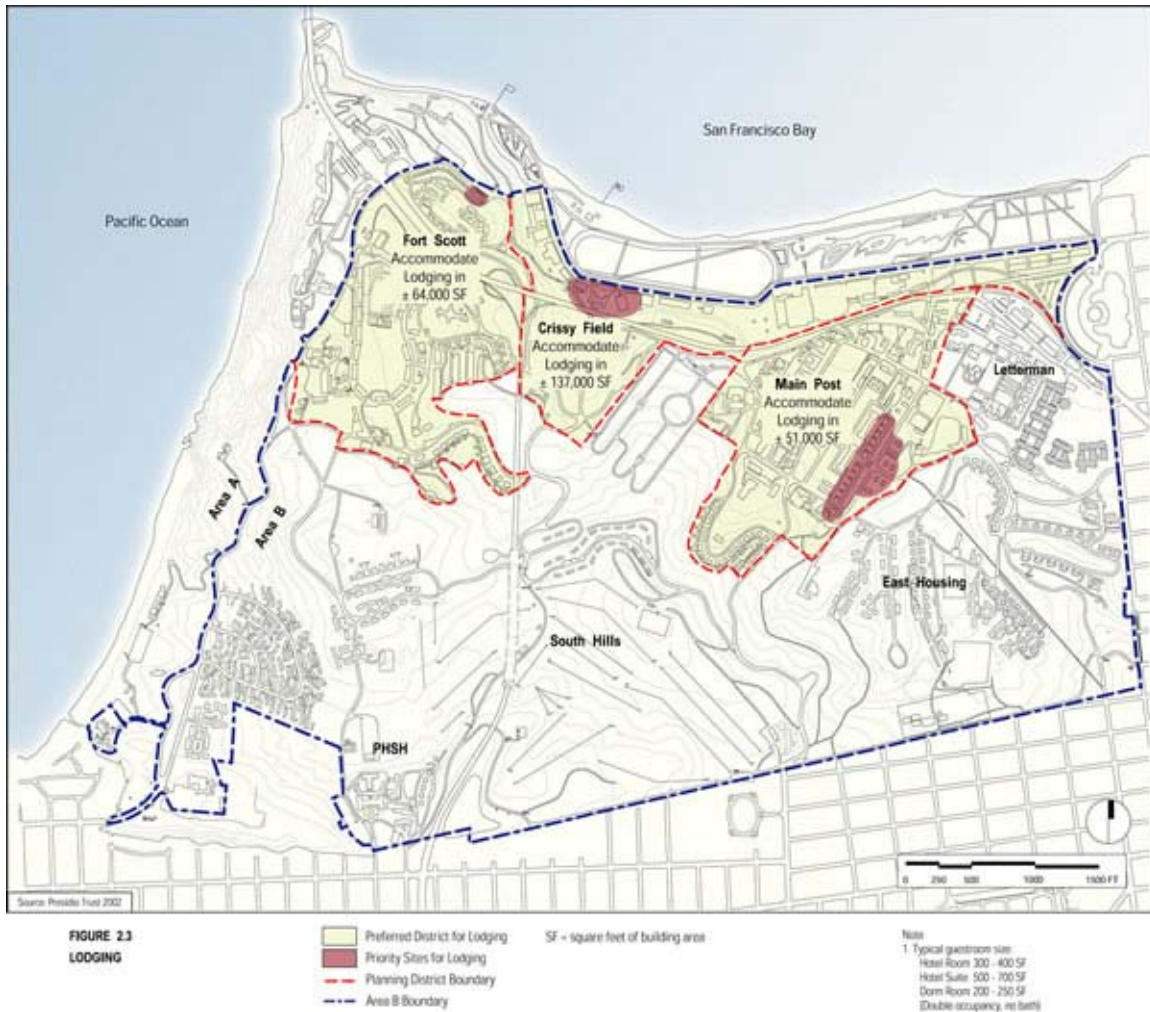 San Francisco Bay
Pacific Ocean
Fort Scott
Accommodate
Lodging in
± 64,000 SF
Crissy Field
Accommodate
Lodging in
± 137,000 SF
Main Post
Accommodate
Lodging in
± 51,000 SF
Letterman
Area A
Area B
East Housing
South Hills
PHSH
0 250 500 1000 1500 FT
Source: Presidio Trust 2002
FIGURE 2.3
LODGING
Preferred District for Lodging
Priority Sites for Lodging
Planning District Boundary
Area B Boundary
SF = square feet of building area
Note
1. Typical guestroom size:
Hotel Room 300 - 400 SF
Hotel Suite 500 - 700 SF
Dorm Room 200 - 250 SF
(Double occupancy, no bath)